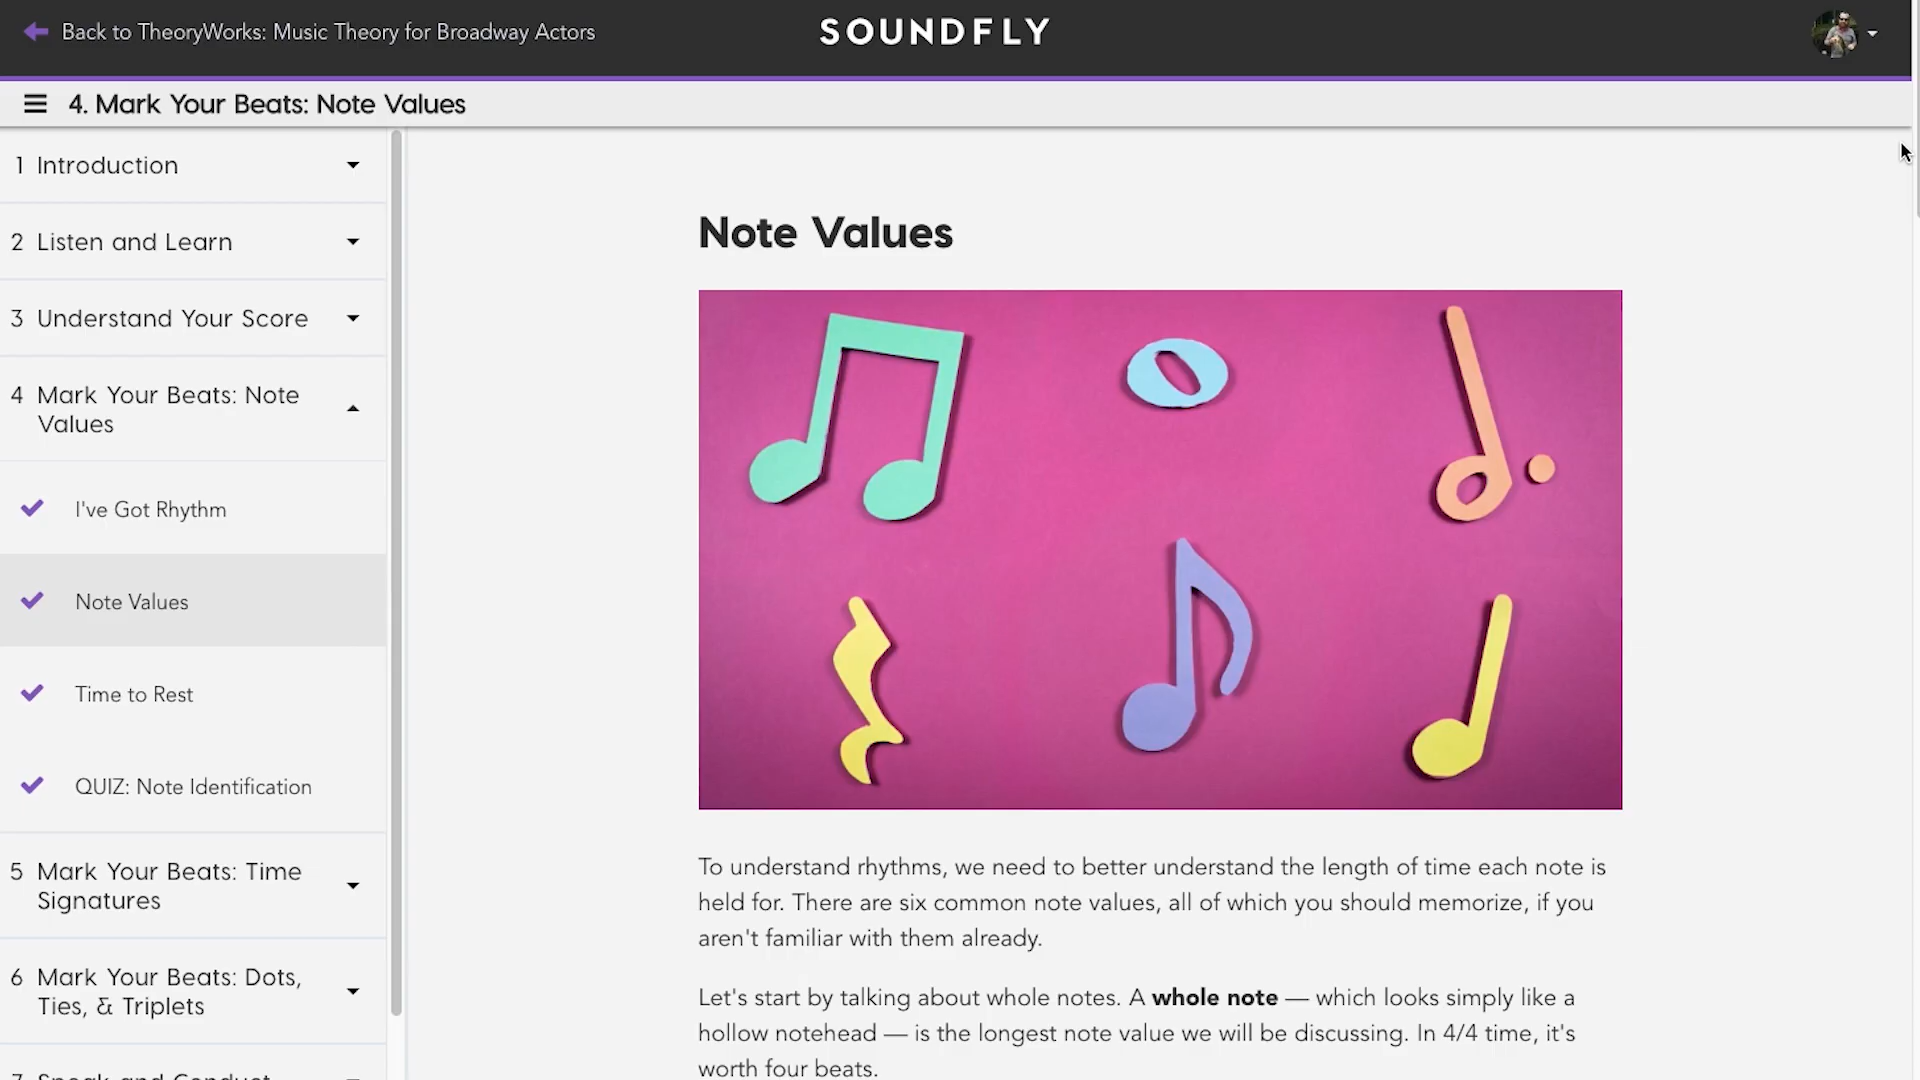 Back to TheoryWorks: Music Theory for Broadway Actors
SOUNDFLY
4. Mark Your Beats: Note Values
1 Introduction
2 Listen and Learn
3 Understand Your Score
4 Mark Your Beats: Note
Values
I've Got Rhythm
Note Values
Time to Rest
QUIZ: Note Identification
5 Mark Your Beats: Time
Signatures
6 Mark Your Beats: Dots,
Ties, & Triplets
7 Speak and Conduct
Note Values
To understand rhythms, we need to better understand the length of time each note is
held for. There are six common note values, all of which you should memorize, if you
aren't familiar with them already.
Let's start by talking about whole notes. A whole note — which looks simply like a
hollow notehead — is the longest note value we will be discussing. In 4/4 time, it's
worth four beats.